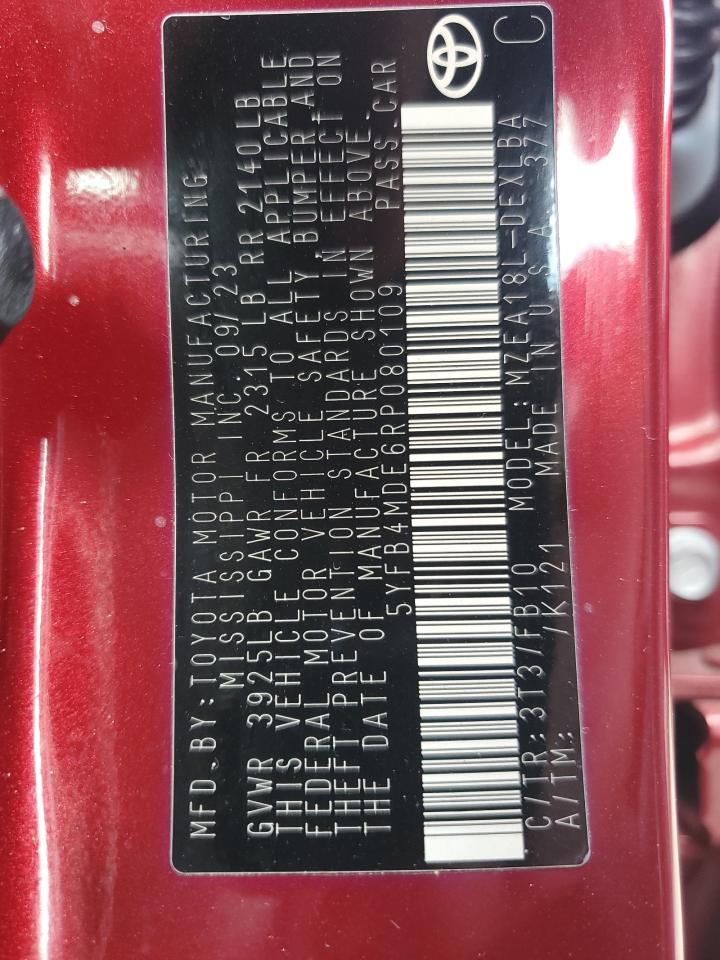 MFD. BY: TOYOTA MOTOR MANUFACTURING,
MISSISSIPPI INC. 09/23
GVWR 3925LB GAWR FR 2315 LB RR 2140LB
THIS VEHICLE CONFORMS TO ALL APPLICABLE
FEDERAL MOTOR VEHICLE SAFETY, BUMPER AND
THEFT PREVENTION STANDARDS IN EFFECT ON
THE DATE OF MANUFACTURE SHOWN ABOVE.
5YFB4MDE6RP080109 PASS. CAR
C/TR: 3T3 /FB10 MODEL: MZEA18L-DEXLBA
A/TM: /K121 MADE IN U S A 377
C